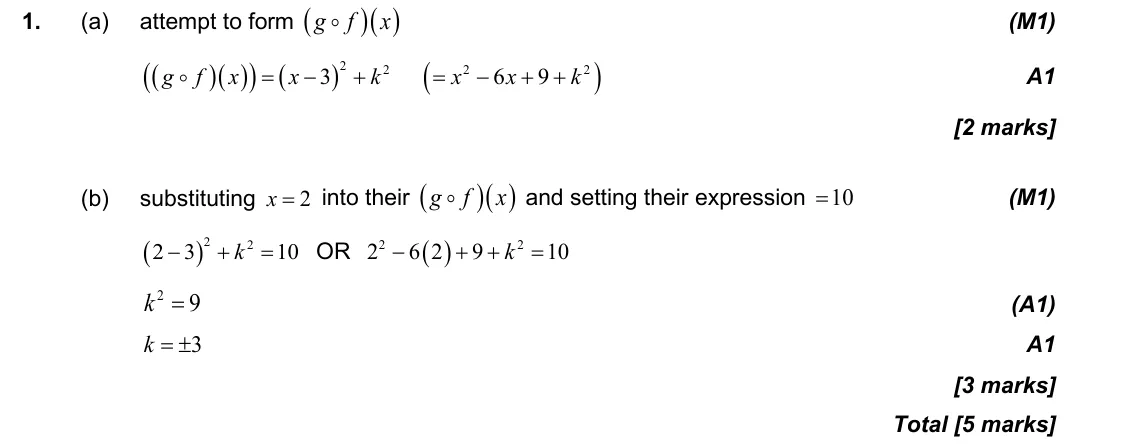 1. (a) attempt to form (g ∘ f)(x) (M1)
((g ∘ f)(x)) = (x − 3)² + k² (= x² − 6x + 9 + k²) A1
[2 marks]
(b) substituting x = 2 into their (g ∘ f)(x) and setting their expression = 10 (M1)
(2 − 3)² + k² = 10 OR 2² − 6(2) + 9 + k² = 10
k² = 9 (A1)
k = ±3 A1
[3 marks]
Total [5 marks]